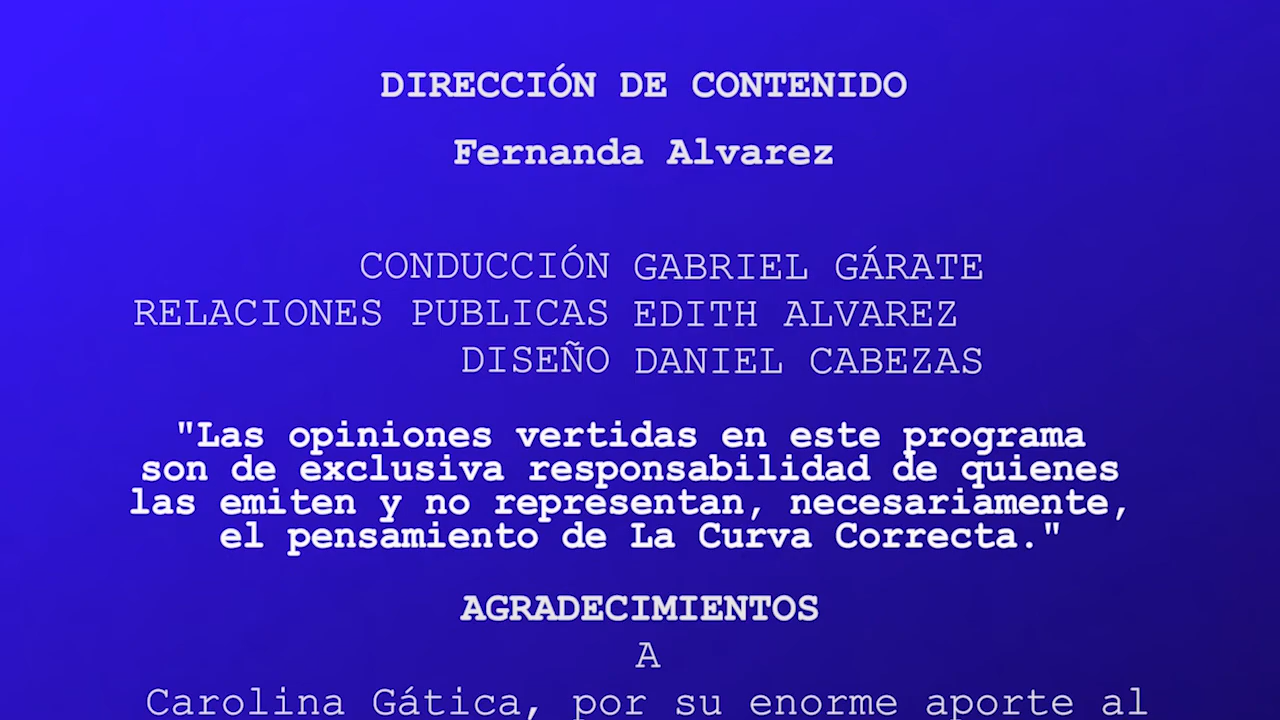 DIRECCIÓN DE CONTENIDO
Fernanda Alvarez
CONDUCCIÓN GABRIEL GÁRATE
RELACIONES PUBLICAS EDITH ALVAREZ
DISEÑO DANIEL CABEZAS
"Las opiniones vertidas en este programa
son de exclusiva responsabilidad de quienes
las emiten y no representan, necesariamente,
el pensamiento de La Curva Correcta."
AGRADECIMIENTOS
A
Carolina Gática, por su enorme aporte al